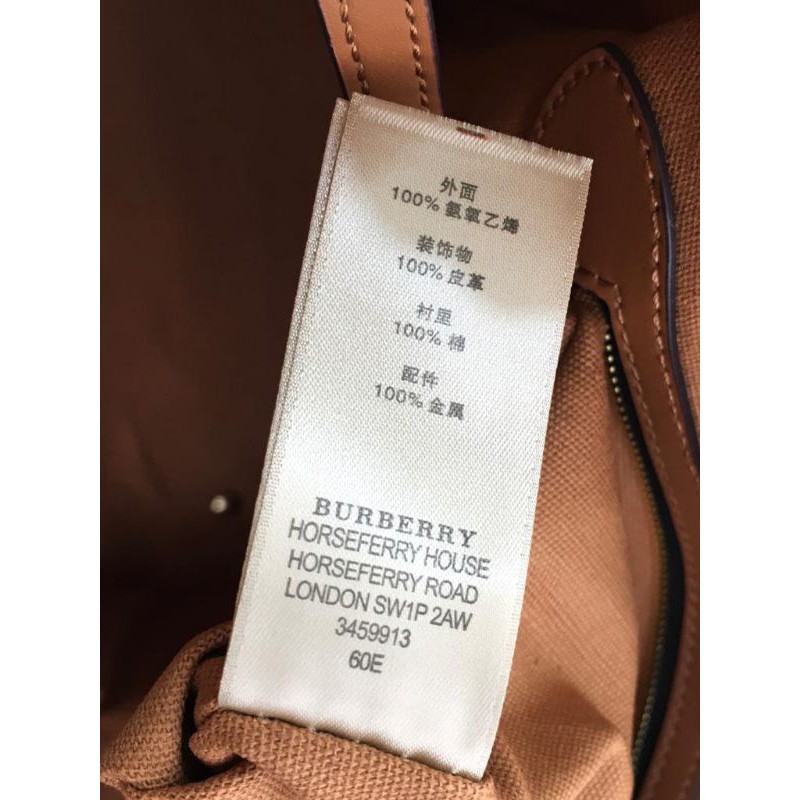 外面
100% 氨氧乙烯
装饰物
100% 皮革
衬里
100% 棉
配件
100% 金属
BURBERRY
HORSEFERRY HOUSE
HORSEFERRY ROAD
LONDON SW1P 2AW
3459913
60E